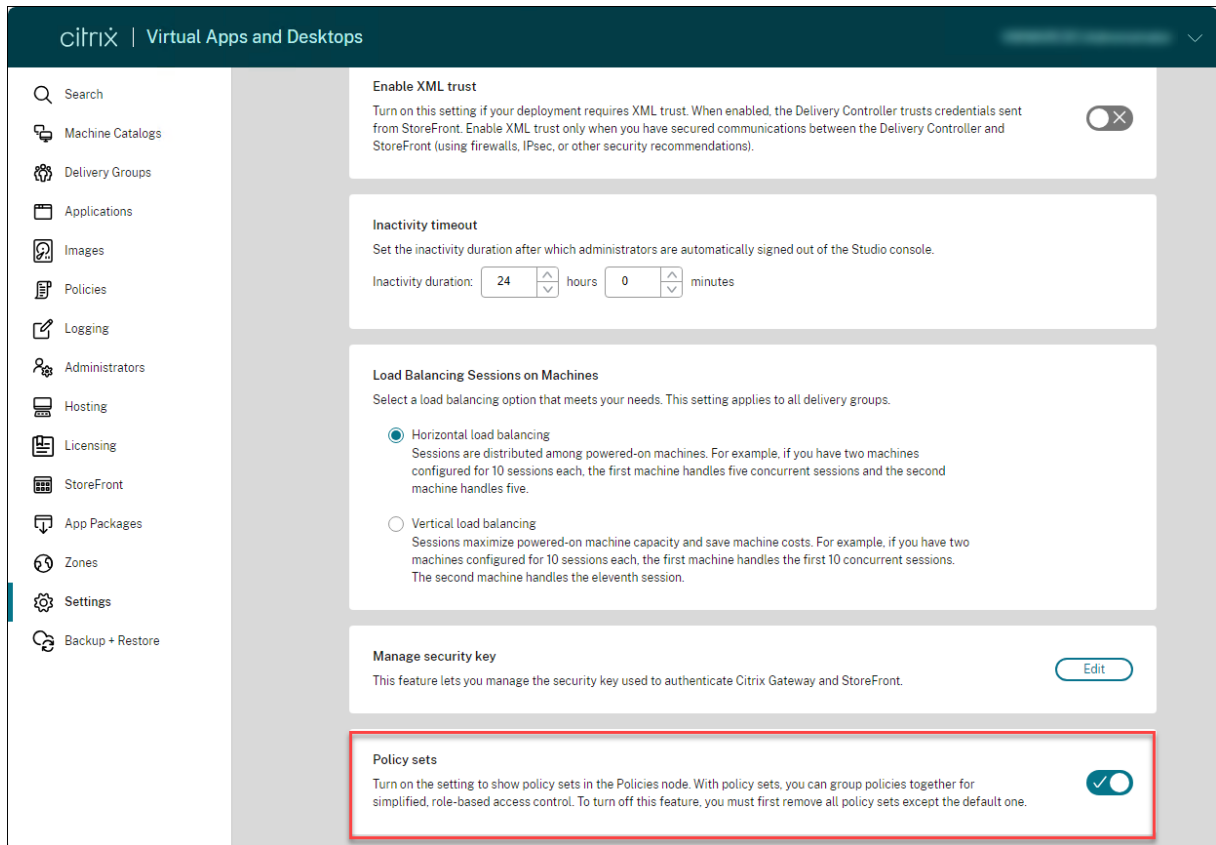 citrix | Virtual Apps and Desktops
Search
Machine Catalogs
Delivery Groups
Applications
Images
Policies
Logging
Administrators
Hosting
Licensing
StoreFront
App Packages
Zones
Settings
Backup + Restore
Enable XML trust
Turn on this setting if your deployment requires XML trust. When enabled, the Delivery Controller trusts credentials sent
from StoreFront. Enable XML trust only when you have secured communications between the Delivery Controller and
StoreFront (using firewalls, IPsec, or other security recommendations).
Inactivity timeout
Set the inactivity duration after which administrators are automatically signed out of the Studio console.
Inactivity duration: 24 hours 0 minutes
Load Balancing Sessions on Machines
Select a load balancing option that meets your needs. This setting applies to all delivery groups.
Horizontal load balancing
Sessions are distributed among powered-on machines. For example, if you have two machines
configured for 10 sessions each, the first machine handles five concurrent sessions and the second
machine handles five.
Vertical load balancing
Sessions maximize powered-on machine capacity and save machine costs. For example, if you have two
machines configured for 10 sessions each, the first machine handles the first 10 concurrent sessions.
The second machine handles the eleventh session.
Manage security key
This feature lets you manage the security key used to authenticate Citrix Gateway and StoreFront.
Edit
Policy sets
Turn on the setting to show policy sets in the Policies node. With policy sets, you can group policies together for
simplified, role-based access control. To turn off this feature, you must first remove all policy sets except the default one.